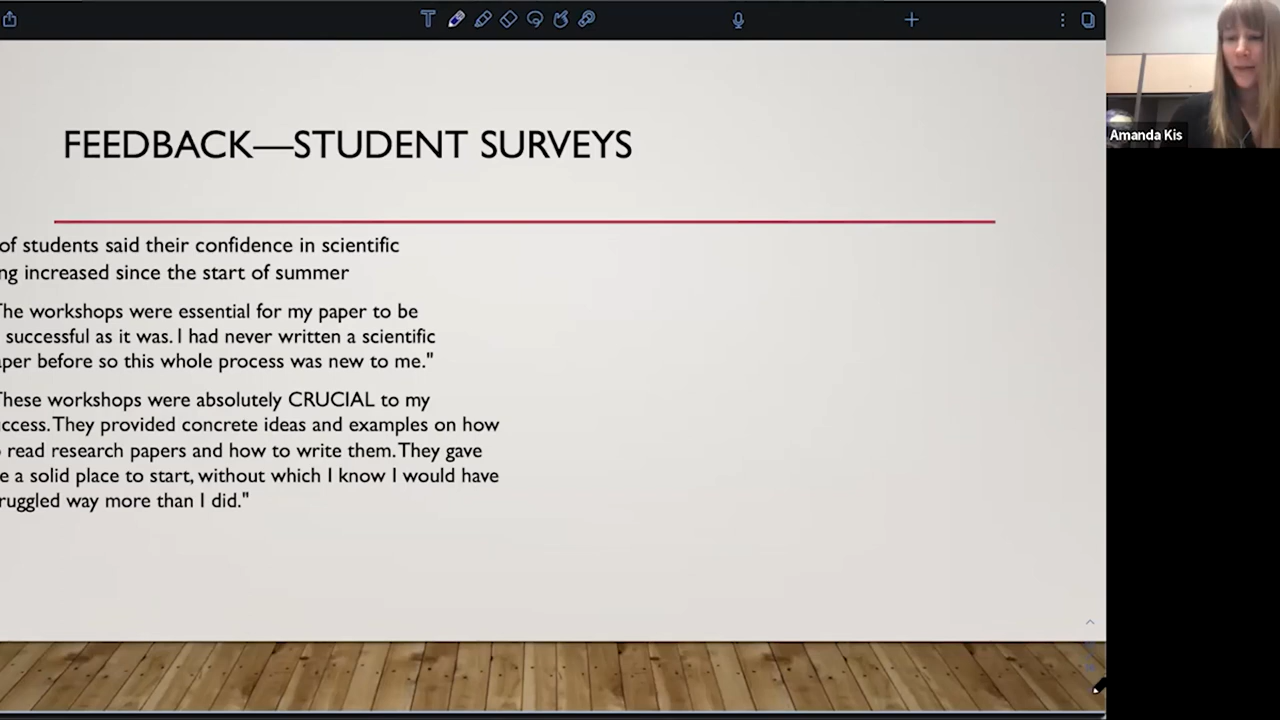 FEEDBACK—STUDENT SURVEYS
Amanda Kis
of students said their confidence in scientific
increased since the start of summer
The workshops were essential for my paper to be
successful as it was. I had never written a scientific
before so this whole process was new to me."
These workshops were absolutely CRUCIAL to my
They provided concrete ideas and examples on how
read research papers and how to write them. They gave
a solid place to start, without which I know I would have
way more than I did."